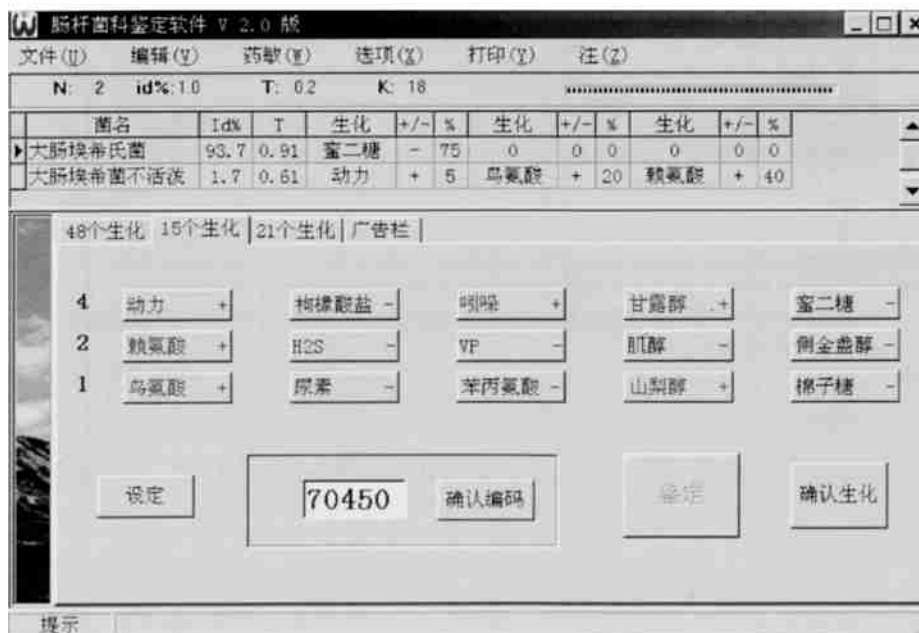 肠杆菌科鉴定软件 V 2.0 版
文件(U) 编辑(V) 药敏(W) 选项(X) 打印(Y) 注(Z)
N: 2 id%:1.0 T: 0.2 K: 18
菌名 Id% T 生化 +/- % 生化 +/- % 生化 +/- %
大肠埃希氏菌 93.7 0.91 蜜二糖 - 75 0 0 0 0 0 0
大肠埃希菌不活泼 1.7 0.61 动力 + 5 鸟氨酸 + 20 赖氨酸 + 40
48个生化 15个生化 21个生化 广告栏
4 动力 + 枸橼酸盐 - 吲哚 + 甘露醇 + 蜜二糖 -
2 赖氨酸 + H2S - VP - 肌醇 - 侧金盏醇 -
1 鸟氨酸 + 尿素 - 苯丙氨酸 - 山梨醇 + 棉子糖 -
设定 70450 确认编码 鉴定 确认生化
提示